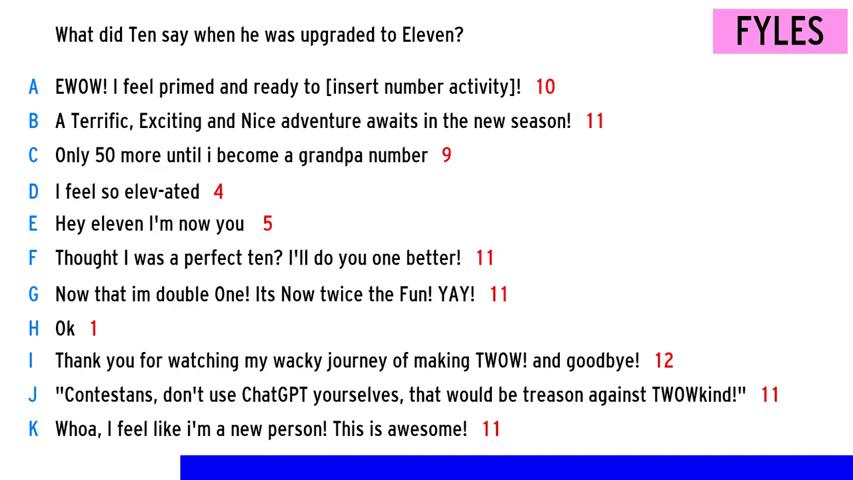 What did Ten say when he was upgraded to Eleven?
FYLES
A EWOW! I feel primed and ready to [insert number activity]! 10
B A Terrific, Exciting and Nice adventure awaits in the new season! 11
C Only 50 more until i become a grandpa number 9
D I feel so elev-ated 4
E Hey eleven I'm now you 5
F Thought I was a perfect ten? I'll do you one better! 11
G Now that im double One! Its Now twice the Fun! YAY! 11
H Ok 1
I Thank you for watching my wacky journey of making TWOW! and goodbye! 12
J "Contestans, don't use ChatGPT yourselves, that would be treason against TWOWkind!" 11
K Whoa, I feel like i'm a new person! This is awesome! 11